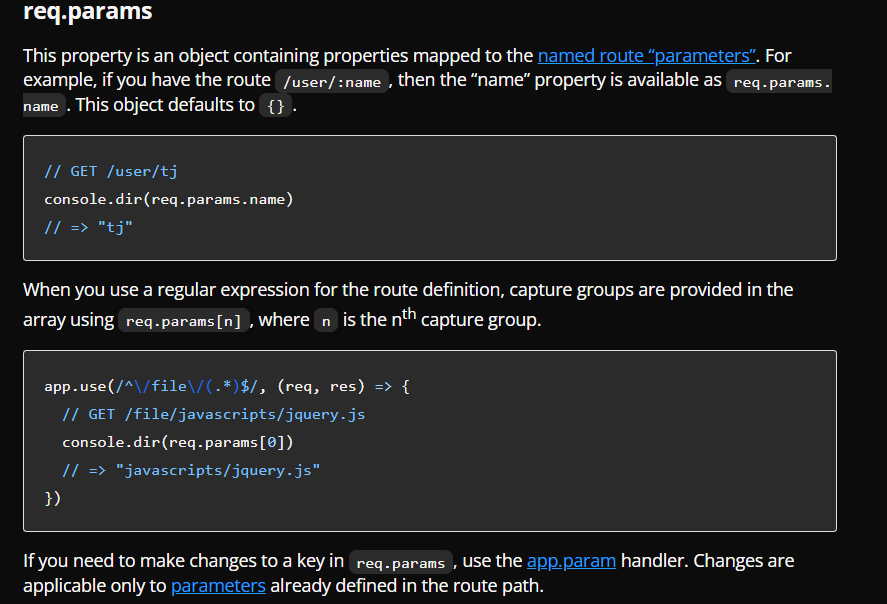 req.params
This property is an object containing properties mapped to the named route “parameters”. For
example, if you have the route /user/:name, then the “name” property is available as req.params.
name. This object defaults to {}.
// GET /user/tj
console.dir(req.params.name)
// => "tj"
When you use a regular expression for the route definition, capture groups are provided in the
array using req.params[n], where n is the nth capture group.
app.use(/^\/file\/(.*)$/, (req, res) => {
  // GET /file/javascripts/jquery.js
  console.dir(req.params[0])
  // => "javascripts/jquery.js"
})
If you need to make changes to a key in req.params, use the app.param handler. Changes are
applicable only to parameters already defined in the route path.